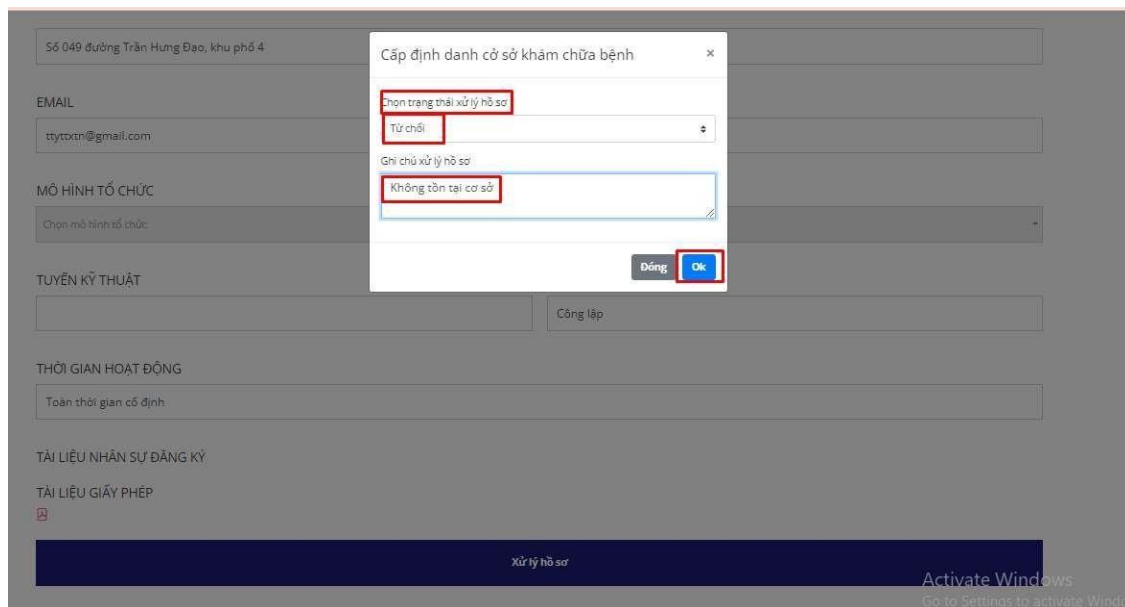 Số 049 đường Trần Hưng Đạo, khu phố 4
Cấp định danh cở sở khám chữa bệnh ×
Chọn trạng thái xử lý hồ sơ
Từ chối
Ghi chú xử lý hồ sơ
Không tồn tại cơ sở
Đóng Ok
EMAIL
ttyttxtn@gmail.com
MÔ HÌNH TỔ CHỨC
Chọn mô hình tổ chức
TUYẾN KỸ THUẬT
Công lập
THỜI GIAN HOẠT ĐỘNG
Toàn thời gian cố định
TÀI LIỆU NHÂN SỰ ĐĂNG KÝ
TÀI LIỆU GIẤY PHÉP
Xử lý hồ sơ
Activate Windows
Go to Settings to activate Wind